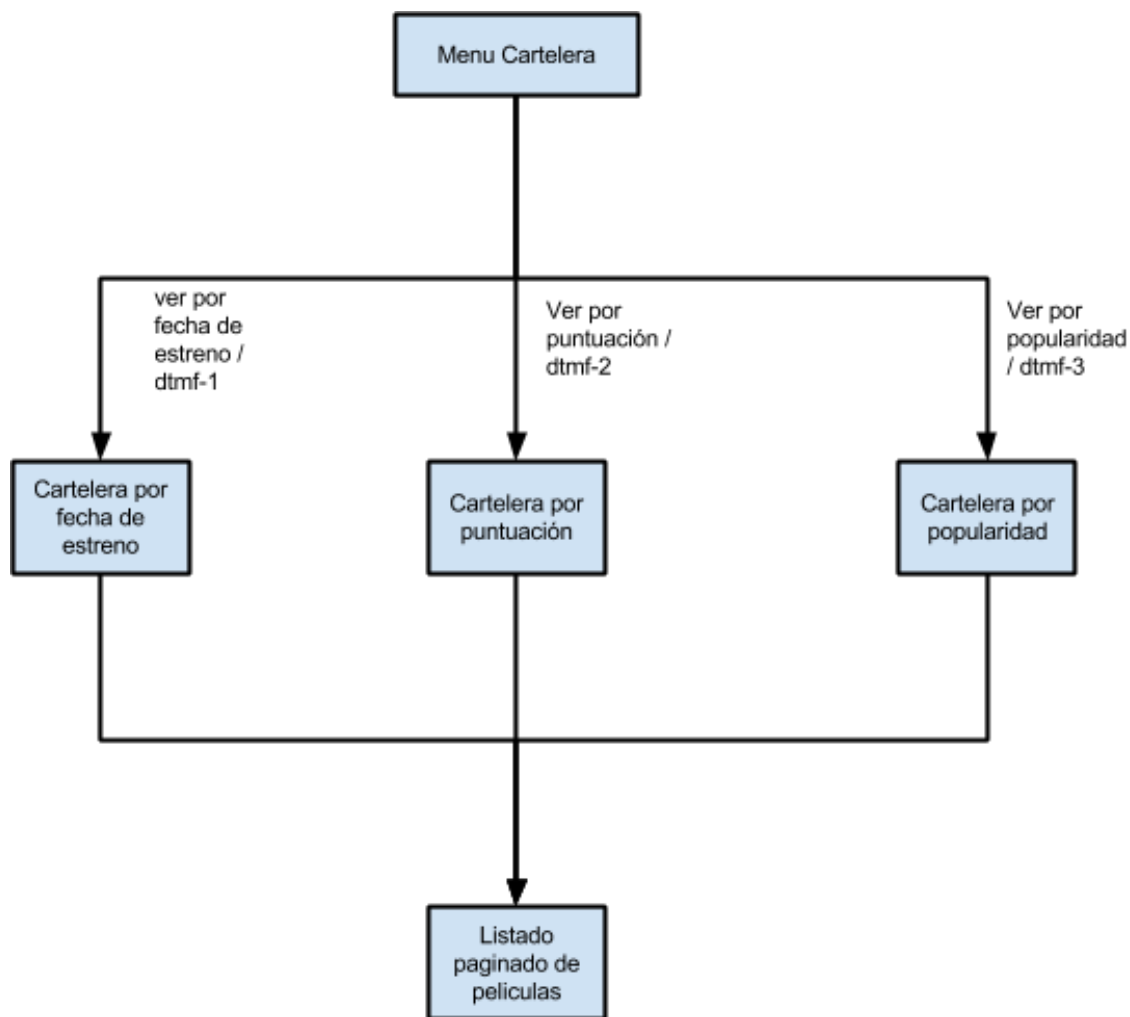 Menu Cartelera
ver por
fecha de
estreno /
dtmf-1
Ver por
puntuación /
dtmf-2
Ver por
popularidad
/ dtmf-3
Cartelera por
fecha de
estreno
Cartelera por
puntuación
Cartelera por
popularidad
Listado
paginado de
peliculas